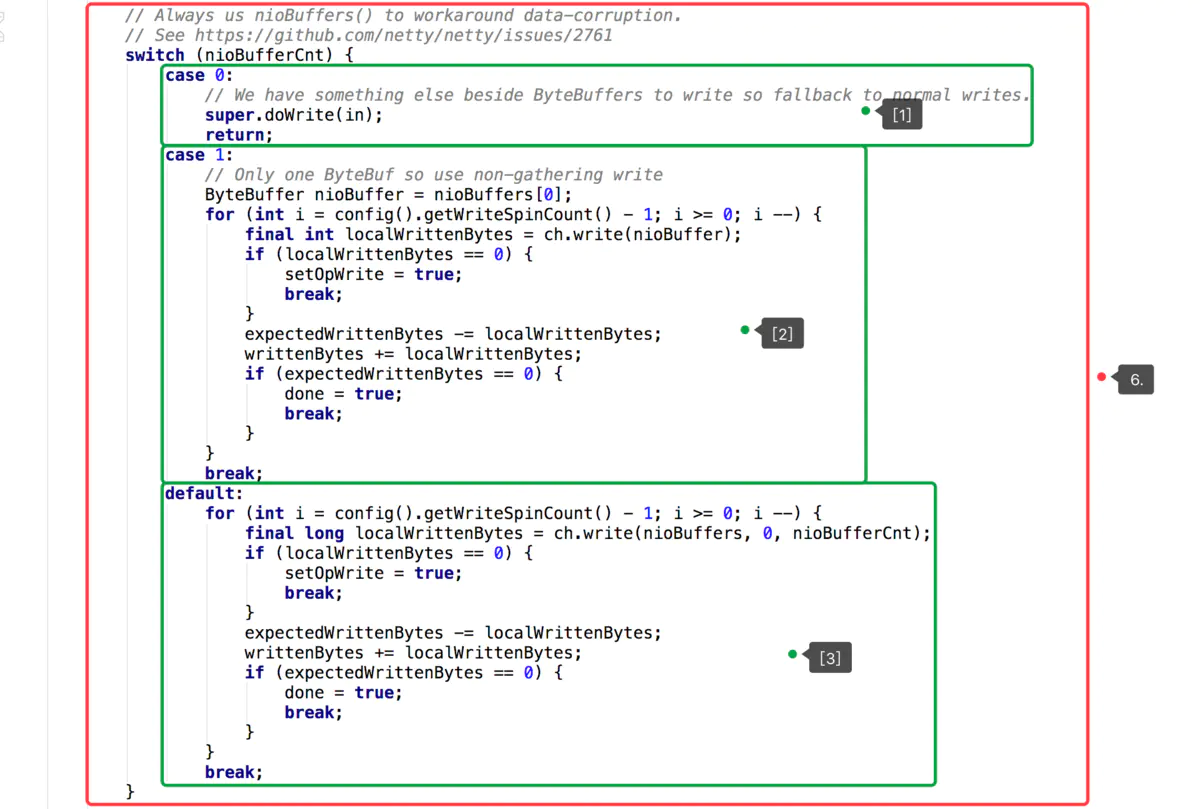 // Always us nioBuffers() to workaround data-corruption.
// See https://github.com/netty/netty/issues/2761
switch (nioBufferCnt) {
case 0:
// We have something else beside ByteBuffers to write so fallback to normal writes.
super.doWrite(in);
[1]
return;
case 1:
// Only one ByteBuf so use non-gathering write
ByteBuffer nioBuffer = nioBuffers[0];
for (int i = config().getWriteSpinCount() - 1; i >= 0; i --) {
final int localWrittenBytes = ch.write(nioBuffer);
if (localWrittenBytes == 0) {
setOpWrite = true;
break;
}
expectedWrittenBytes -= localWrittenBytes;
[2]
writtenBytes += localWrittenBytes;
if (expectedWrittenBytes == 0) {
6.
done = true;
break;
}
}
break;
default:
for (int i = config().getWriteSpinCount() - 1; i >= 0; i --) {
final long localWrittenBytes = ch.write(nioBuffers, 0, nioBufferCnt);
if (localWrittenBytes == 0) {
setOpWrite = true;
break;
}
expectedWrittenBytes -= localWrittenBytes;
writtenBytes += localWrittenBytes;
[3]
if (expectedWrittenBytes == 0) {
done = true;
break;
}
}
break;
}